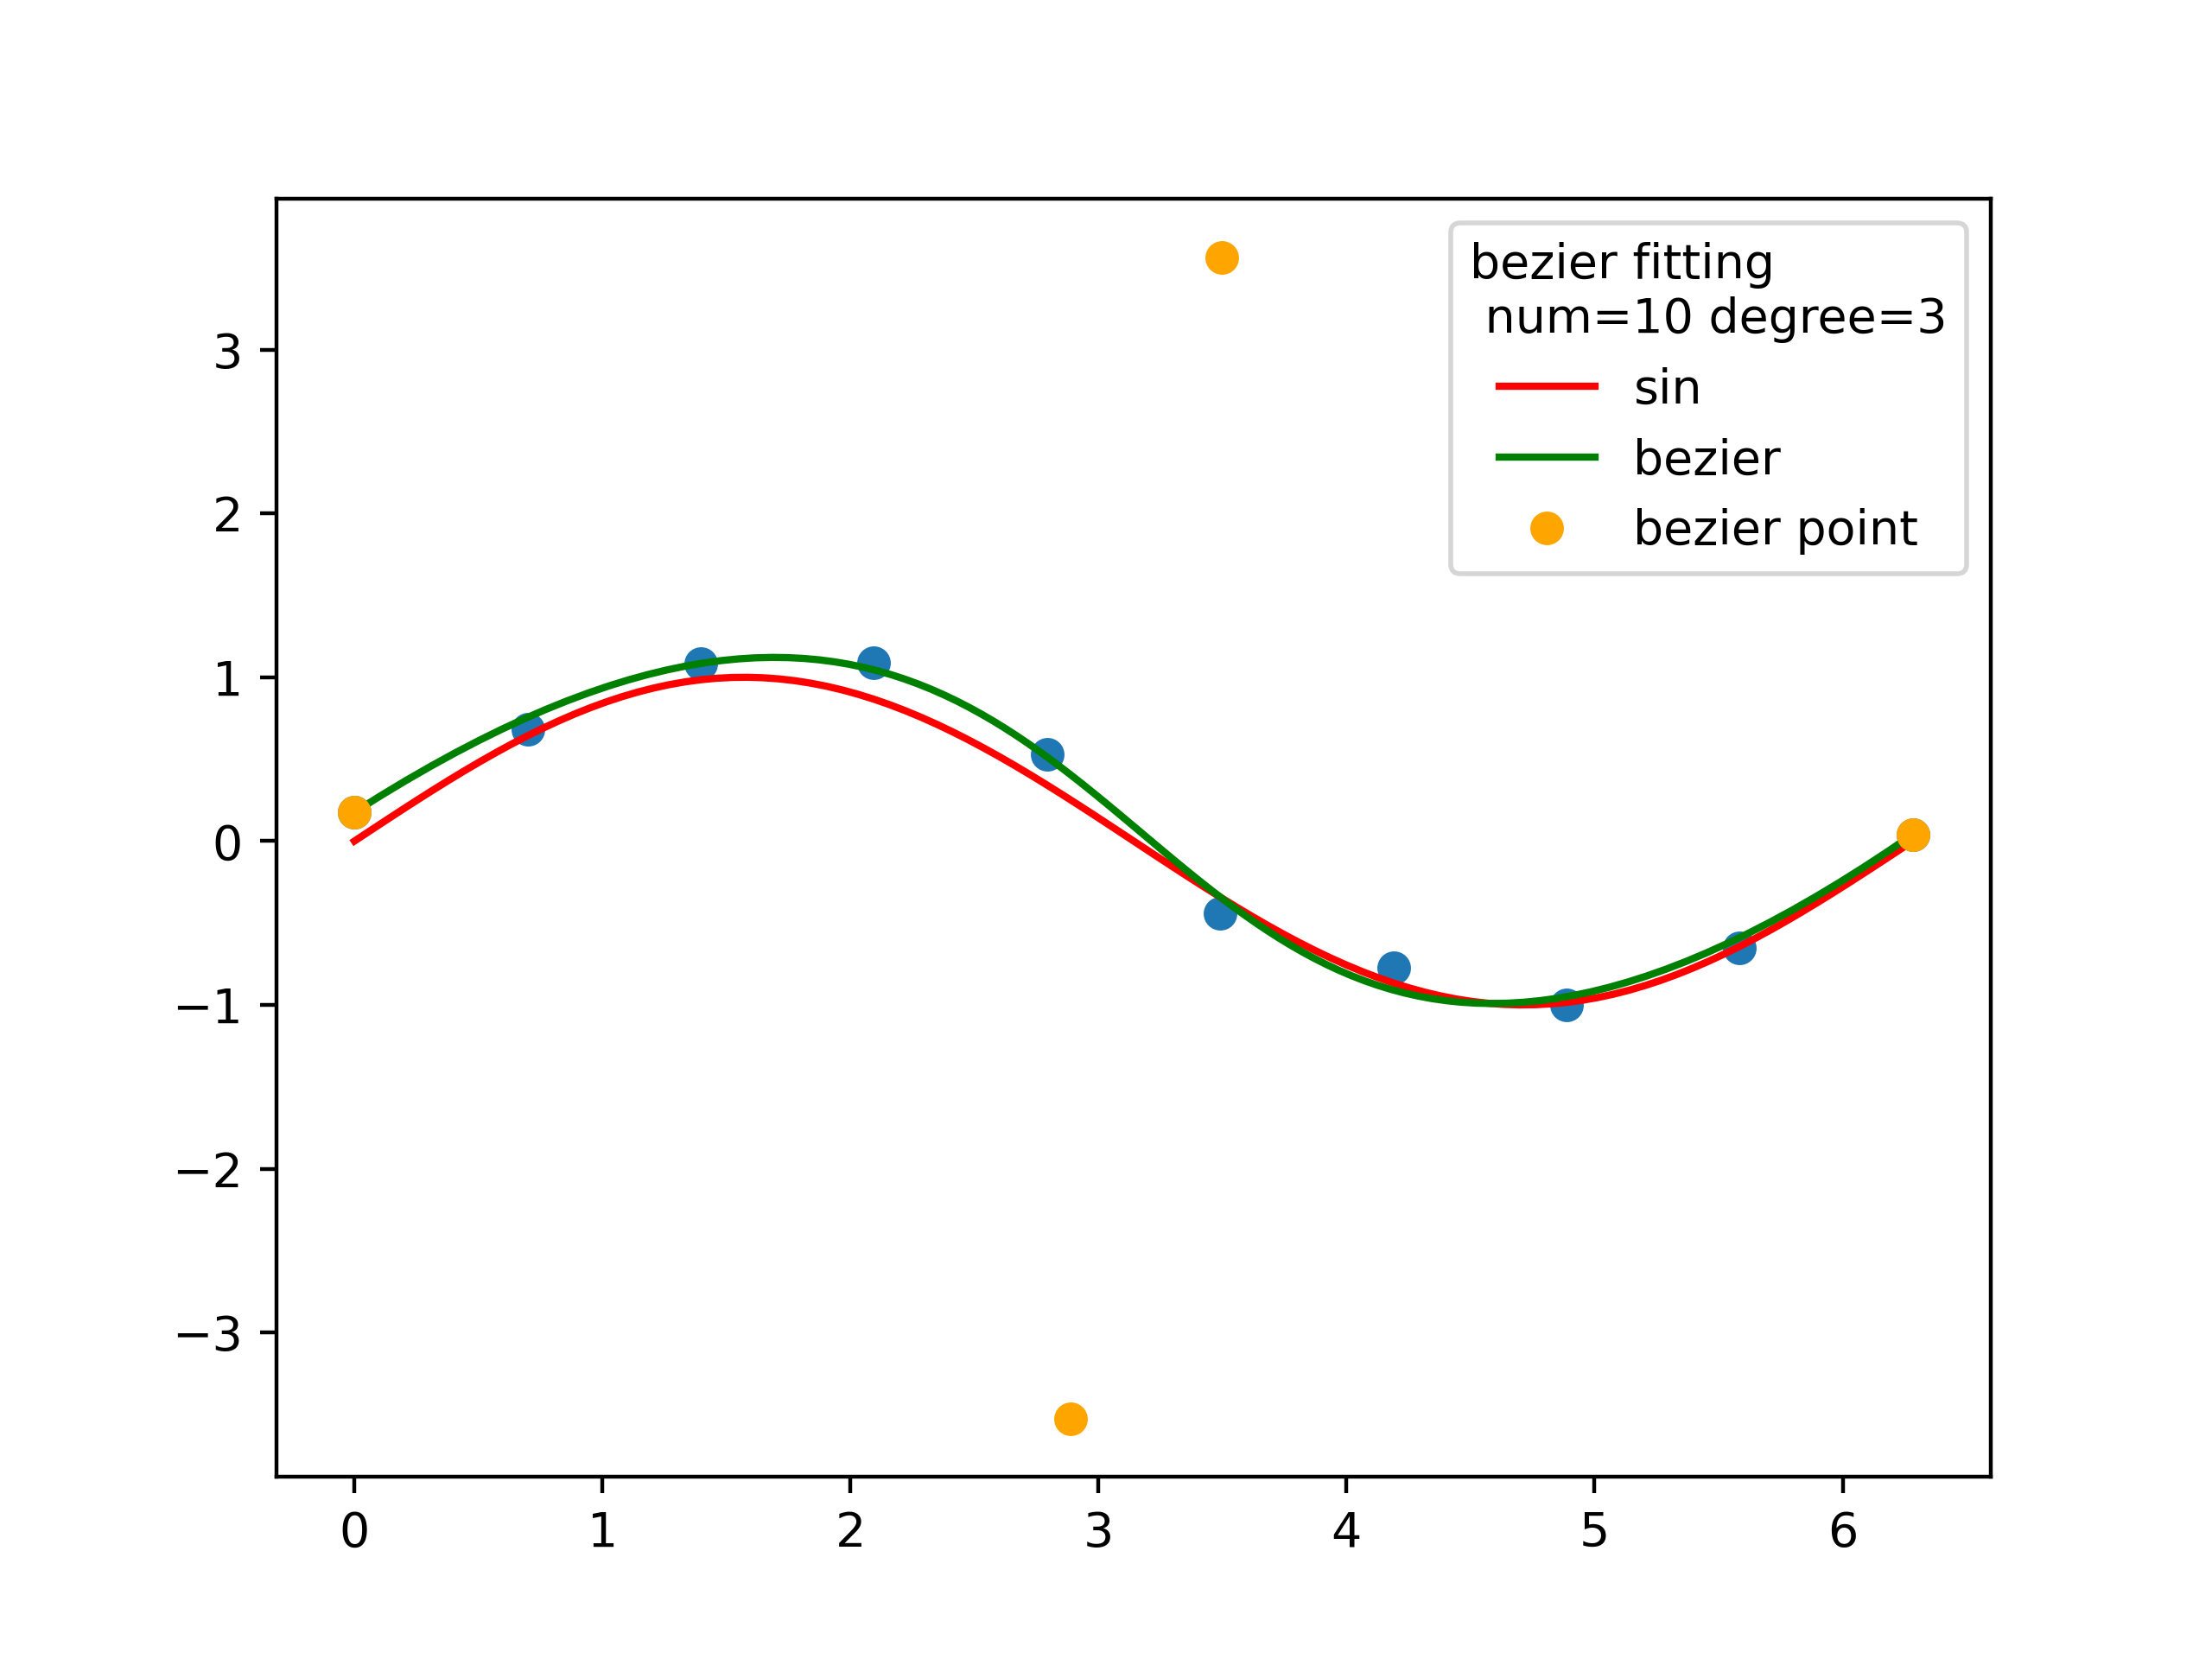 bezier fitting
num=10 degree=3
sin
bezier
bezier point
3
2
1
0
−1
−2
−3
0 1 2 3 4 5 6